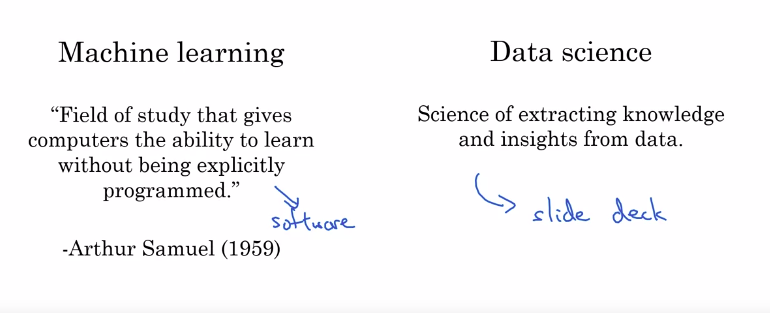 Machine learning
“Field of study that gives
computers the ability to learn
without being explicitly
programmed.”
software
-Arthur Samuel (1959)
Data science
Science of extracting knowledge
and insights from data.
slide deck